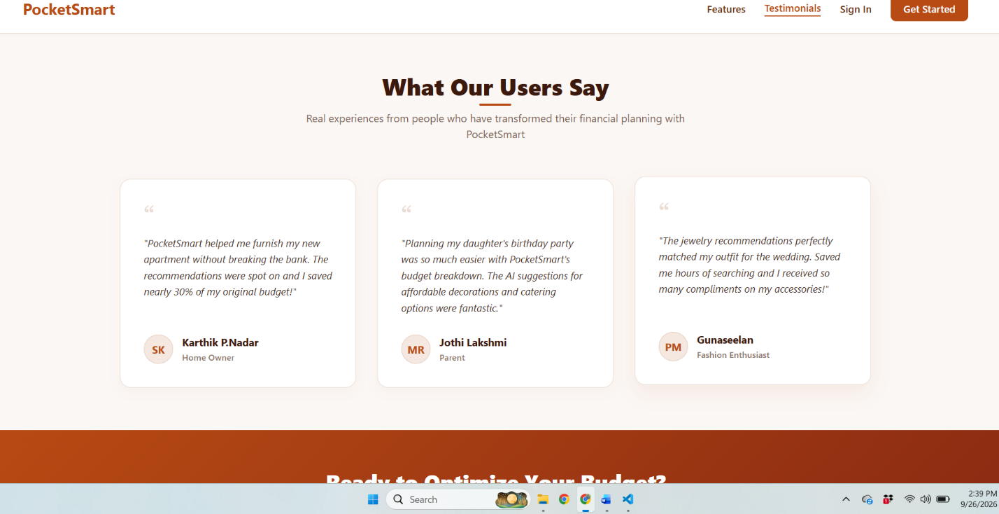 PocketSmart
Features
Testimonials
Sign In
Get Started
What Our Users Say
Real experiences from people who have transformed their financial planning with
PocketSmart
“
"PocketSmart helped me furnish my new
apartment without breaking the bank. The
recommendations were spot on and I saved
nearly 30% of my original budget!"
SK
Karthik P.Nadar
Home Owner
“
"Planning my daughter's birthday party
was so much easier with PocketSmart's
budget breakdown. The AI suggestions for
affordable decorations and catering
options were fantastic."
MR
Jothi Lakshmi
Parent
“
"The jewelry recommendations perfectly
matched my outfit for the wedding. Saved
me hours of searching and I received so
many compliments on my accessories!"
PM
Gunaseelan
Fashion Enthusiast
Ready to Optimize Your Budget?
Search
1
2:39 PM
9/26/2026